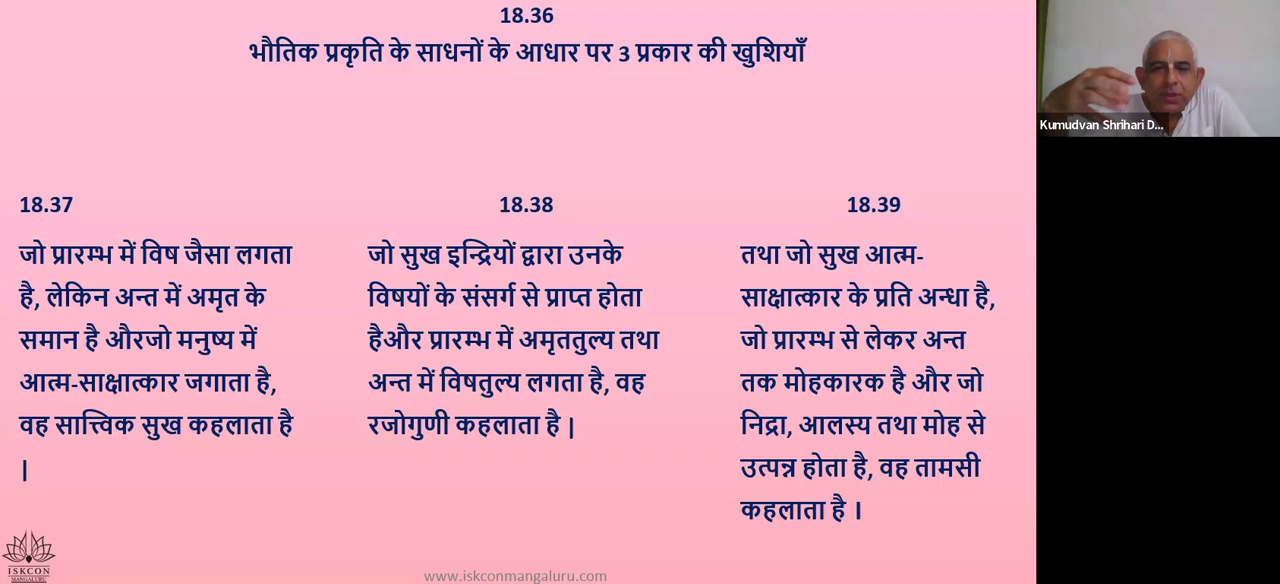 18.36
भौतिक प्रकृति के साधनों के आधार पर 3 प्रकार की खुशियाँ
18.37
जो प्रारम्भ में विष जैसा लगता
है, लेकिन अन्त में अमृत के
समान है औरजो मनुष्य में
आत्म-साक्षात्कार जगाता है,
वह सात्त्विक सुख कहलाता है
|
18.38
जो सुख इन्द्रियों द्वारा उनके
विषयों के संसर्ग से प्राप्त होता
हैऔर प्रारम्भ में अमृततुल्य तथा
अन्त में विषतुल्य लगता है, वह
रजोगुणी कहलाता है |
18.39
तथा जो सुख आत्म-
साक्षात्कार के प्रति अन्धा है,
जो प्रारम्भ से लेकर अन्त
तक मोहकारक है और जो
निद्रा, आलस्य तथा मोह से
उत्पन्न होता है, वह तामसी
कहलाता है ।
Kumudvan Shrihari D...
ISKCON
MANGALURU
www.iskconmangaluru.com